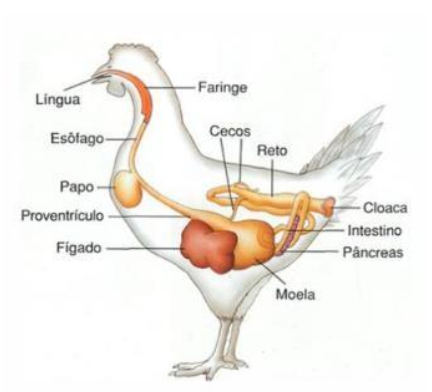 Língua
Faringe
Esôfago
Cecos
Reto
Papo
Proventrículo
Cloaca
Fígado
Intestino
Pâncreas
Moela